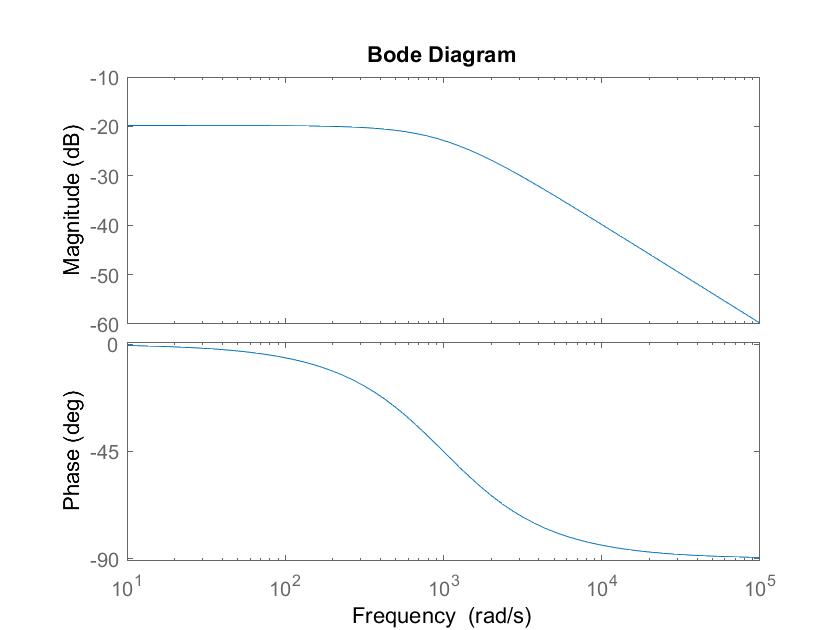 Bode Diagram
Magnitude (dB)
-10
-20
-30
-40
-50
-60
Phase (deg)
0
-45
-90
10^1 10^2 10^3 10^4 10^5
Frequency (rad/s)